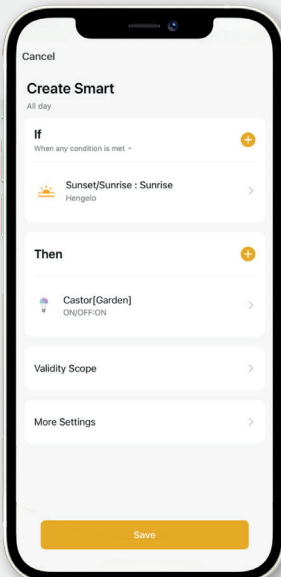 Cancel
Create Smart
All day
If
When any condition is met
Sunset/Sunrise : Sunrise
Hengelo
Then
Castor[Garden]
ON/OFF:ON
Validity Scope
More Settings
Save